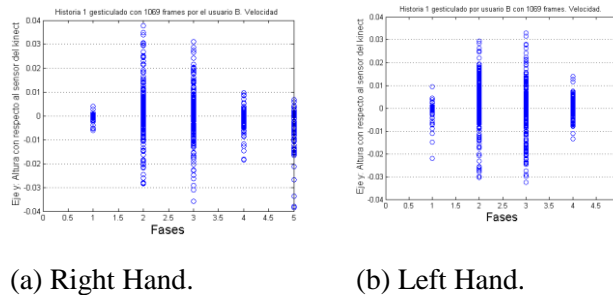 Historia 1 gesticulado con 1069 frames por el usuario B. Velocidad
Eje y: Altura con respecto al sensor del kinect
0.04
0.03
0.02
0.01
0
-0.01
-0.02
-0.03
-0.04
0 0.5 1 1.5 2 2.5 3 3.5 4 4.5 5
Fases
(a) Right Hand.
Historia 1 gesticulado por usuario B con 1069 frames. Velocidad.
Eje y: Altura con respecto al sensor del kinect
0.04
0.03
0.02
0.01
0
-0.01
-0.02
-0.03
-0.04
0 0.5 1 1.5 2 2.5 3 3.5 4 4.5
Fases
(b) Left Hand.